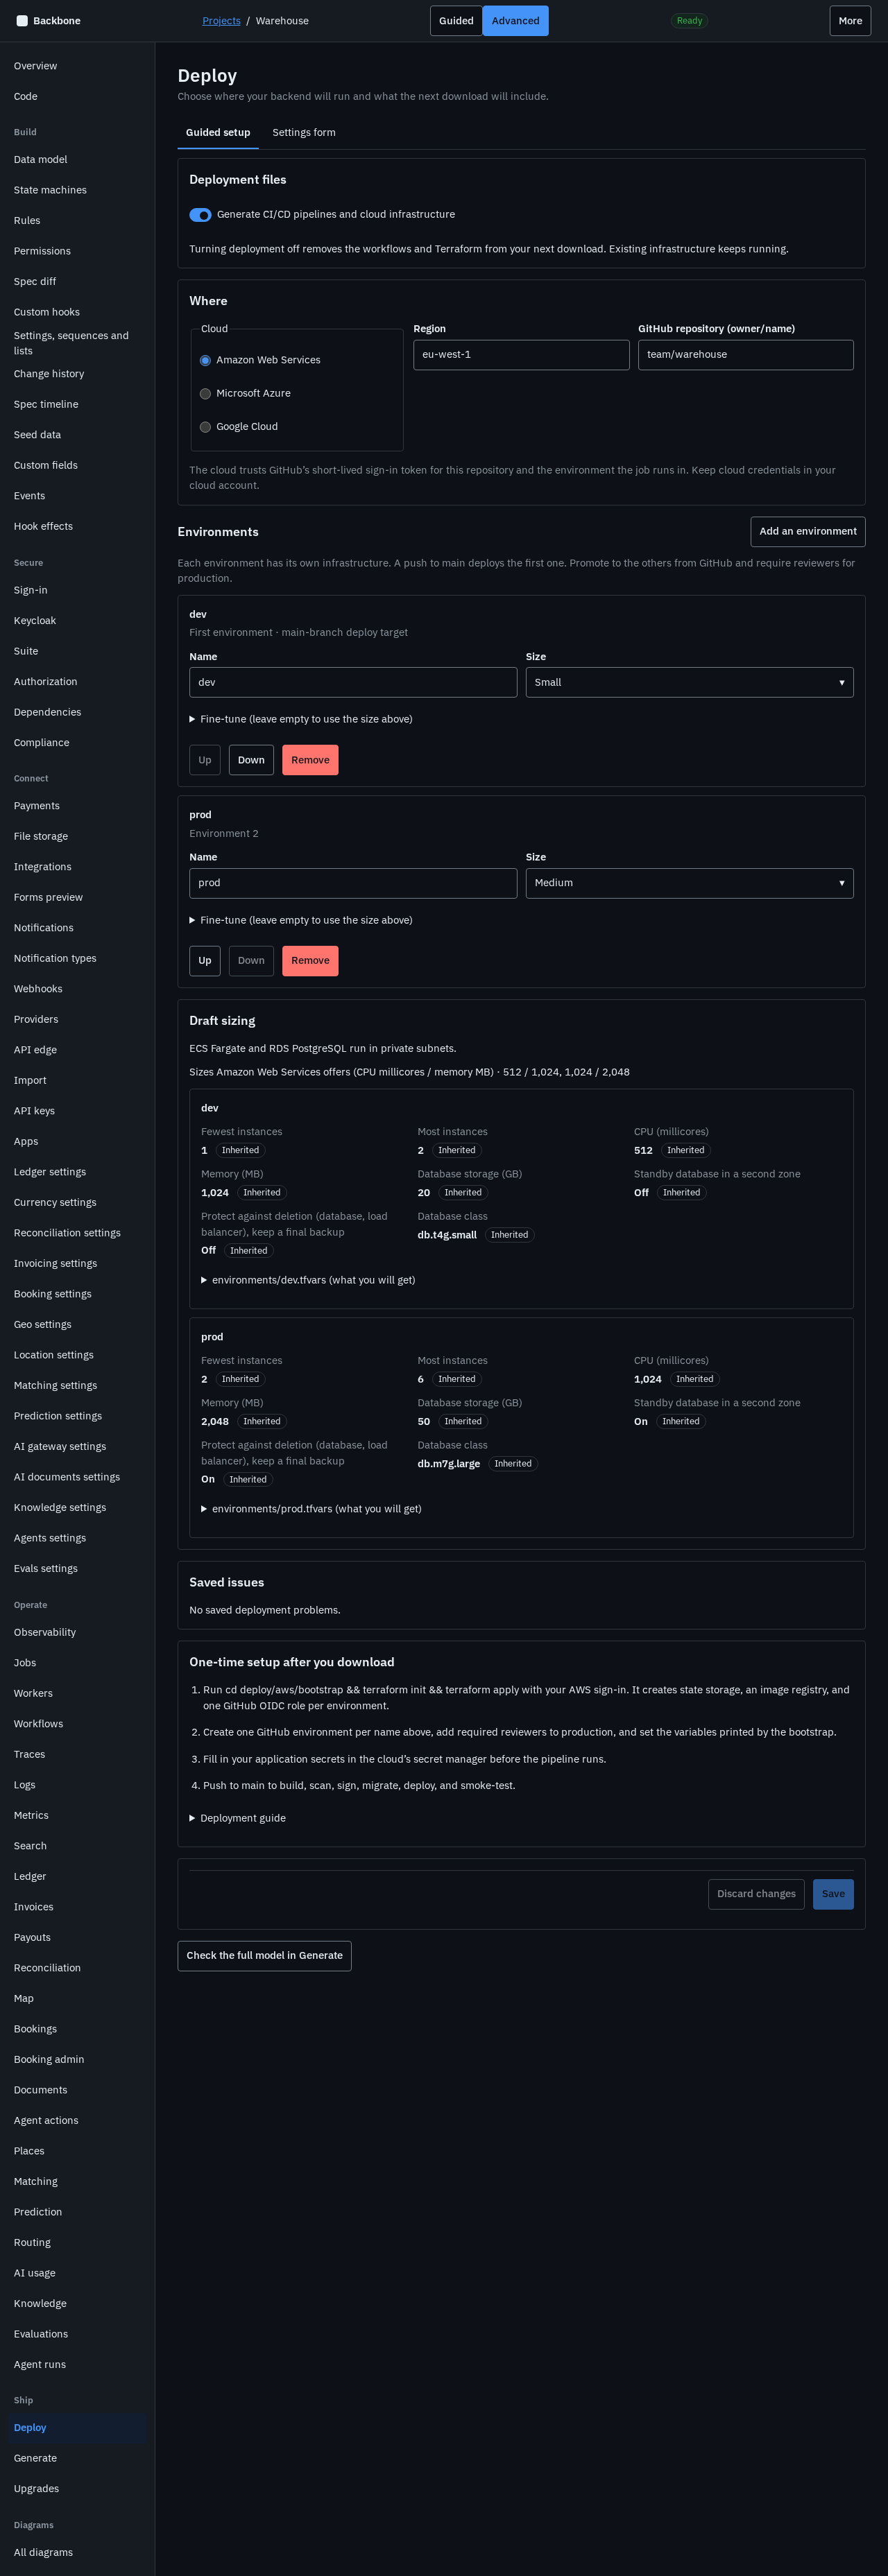 Backbone
Projects / Warehouse
Guided
Advanced
Ready
More
Overview
Code
Build
Data model
State machines
Rules
Permissions
Spec diff
Custom hooks
Settings, sequences and
lists
Change history
Spec timeline
Seed data
Custom fields
Events
Hook effects
Secure
Sign-in
Keycloak
Suite
Authorization
Dependencies
Compliance
Connect
Payments
File storage
Integrations
Forms preview
Notifications
Notification types
Webhooks
Providers
API edge
Import
API keys
Apps
Ledger settings
Currency settings
Reconciliation settings
Invoicing settings
Booking settings
Geo settings
Location settings
Matching settings
Prediction settings
AI gateway settings
AI documents settings
Knowledge settings
Agents settings
Evals settings
Operate
Observability
Jobs
Workers
Workflows
Traces
Logs
Metrics
Search
Ledger
Invoices
Payouts
Reconciliation
Map
Bookings
Booking admin
Documents
Agent actions
Places
Matching
Prediction
Routing
AI usage
Knowledge
Evaluations
Agent runs
Ship
Deploy
Generate
Upgrades
Diagrams
All diagrams
Deploy
Choose where your backend will run and what the next download will include.
Guided setup
Settings form
Deployment files
Generate CI/CD pipelines and cloud infrastructure
Turning deployment off removes the workflows and Terraform from your next download. Existing infrastructure keeps running.
Where
Cloud
Amazon Web Services
Microsoft Azure
Google Cloud
Region
eu-west-1
GitHub repository (owner/name)
team/warehouse
The cloud trusts GitHub's short-lived sign-in token for this repository and the environment the job runs in. Keep cloud credentials in your
cloud account.
Environments
Add an environment
Each environment has its own infrastructure. A push to main deploys the first one. Promote to the others from GitHub and require reviewers for
production.
dev
First environment · main-branch deploy target
Name
Size
dev
Small
Fine-tune (leave empty to use the size above)
Up
Down
Remove
prod
Environment 2
Name
Size
prod
Medium
Fine-tune (leave empty to use the size above)
Up
Down
Remove
Draft sizing
ECS Fargate and RDS PostgreSQL run in private subnets.
Sizes Amazon Web Services offers (CPU millicores / memory MB) · 512 / 1,024, 1,024 / 2,048
dev
Fewest instances
1 Inherited
Most instances
2 Inherited
CPU (millicores)
512 Inherited
Memory (MB)
1,024 Inherited
Database storage (GB)
20 Inherited
Standby database in a second zone
Off Inherited
Protect against deletion (database, load
balancer), keep a final backup
Off Inherited
Database class
db.t4g.small Inherited
environments/dev.tfvars (what you will get)
prod
Fewest instances
2 Inherited
Most instances
6 Inherited
CPU (millicores)
1,024 Inherited
Memory (MB)
2,048 Inherited
Database storage (GB)
50 Inherited
Standby database in a second zone
On Inherited
Protect against deletion (database, load
balancer), keep a final backup
On Inherited
Database class
db.m7g.large Inherited
environments/prod.tfvars (what you will get)
Saved issues
No saved deployment problems.
One-time setup after you download
1. Run cd deploy/aws/bootstrap && terraform init && terraform apply with your AWS sign-in. It creates state storage, an image registry, and
one GitHub OIDC role per environment.
2. Create one GitHub environment per name above, add required reviewers to production, and set the variables printed by the bootstrap.
3. Fill in your application secrets in the cloud's secret manager before the pipeline runs.
4. Push to main to build, scan, sign, migrate, deploy, and smoke-test.
Deployment guide
Discard changes
Save
Check the full model in Generate